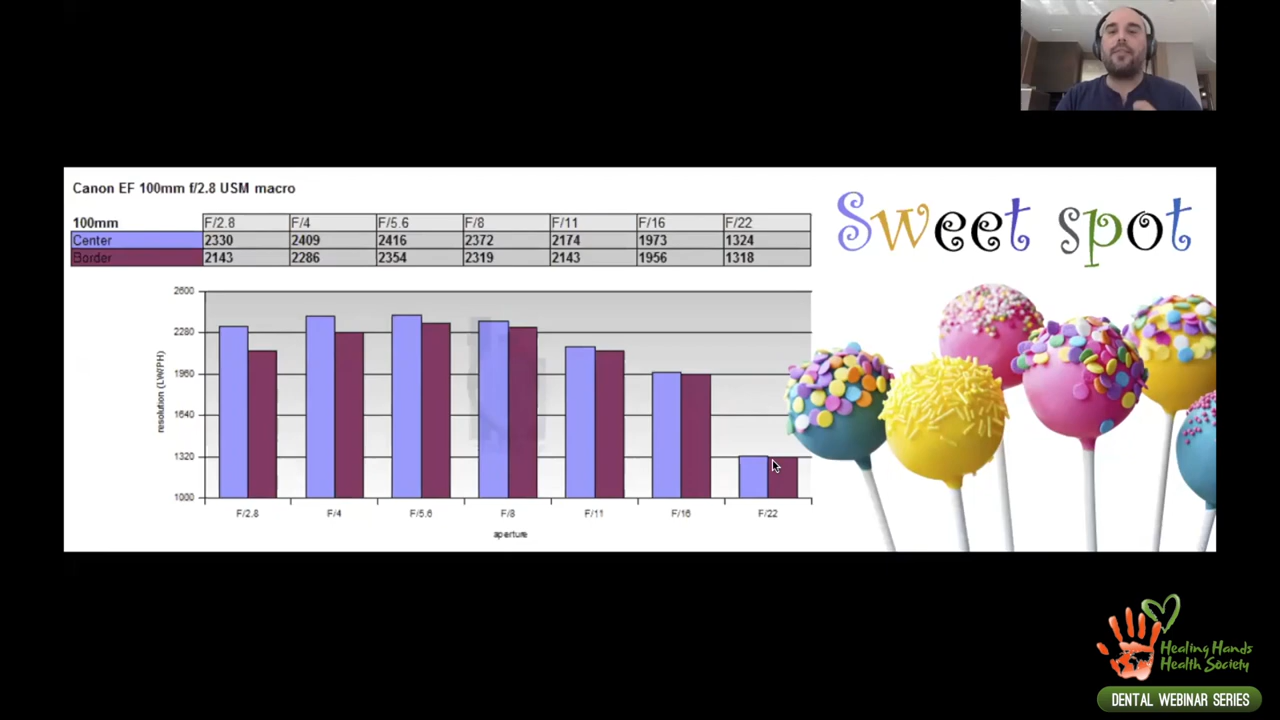 Canon EF 100mm f/2.8 USM macro
Sweet spot
100mm F/2.8 F/4 F/5.6 F/8 F/11 F/16 F/22
Center 2330 2409 2416 2372 2174 1973 1324
Border 2143 2286 2354 2319 2143 1956 1318
2600
2280
1960
1640
1320
1000
resolution (LW/PH)
F/2.8 F/4 F/5.6 F/8 F/11 F/16 F/22
aperture
Healing Hands
Health Society
DENTAL WEBINAR SERIES